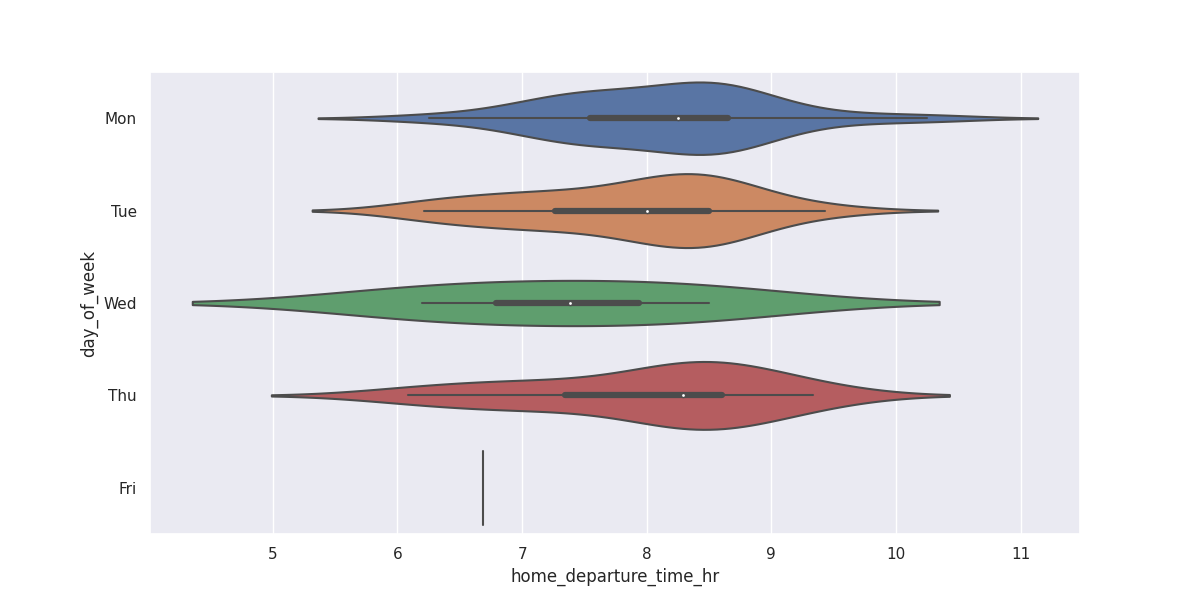 Mon
Tue
Wed
Thu
Fri
day_of_week
5 6 7 8 9 10 11
home_departure_time_hr